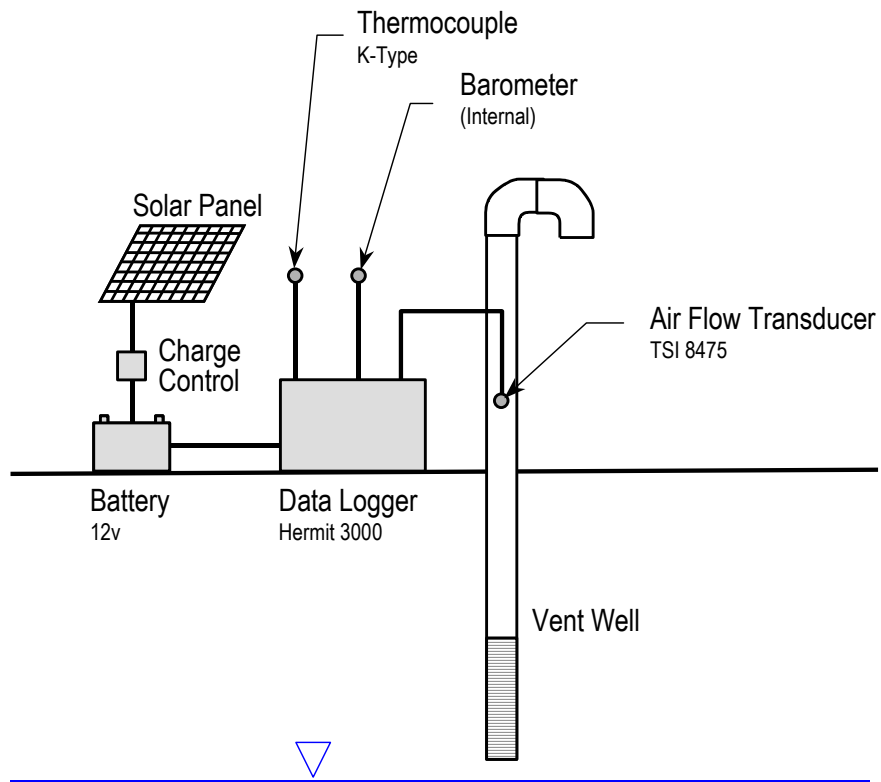 Thermocouple
K-Type
Barometer
(Internal)
Solar Panel
Charge
Control
Air Flow Transducer
TSI 8475
Battery
12v
Data Logger
Hermit 3000
Vent Well